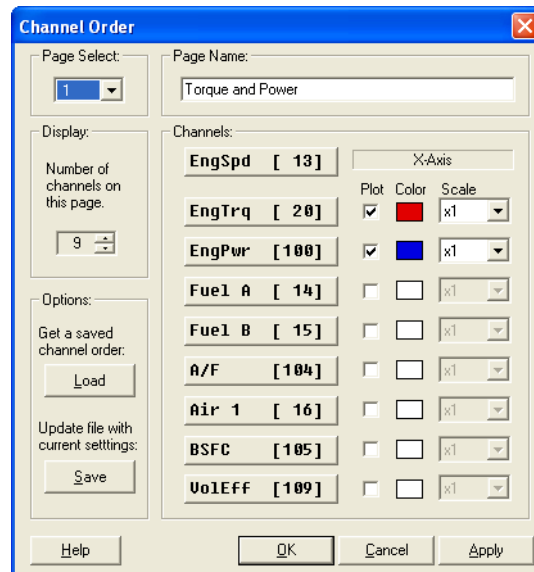 Channel Order
Page Select:
1
Page Name:
Torque and Power
Display:
Number of
channels on
this page.
9
Options:
Get a saved
channel order:
Load
Update file with
current setttings:
Save
Channels:
EngSpd [ 13] X-Axis
Plot Color Scale
EngTrq [ 20] x1
EngPwr [100] x1
Fuel A [ 14] x1
Fuel B [ 15] x1
A/F [104] x1
Air 1 [ 16] x1
BSFC [105] x1
VolEff [109] x1
Help OK Cancel Apply